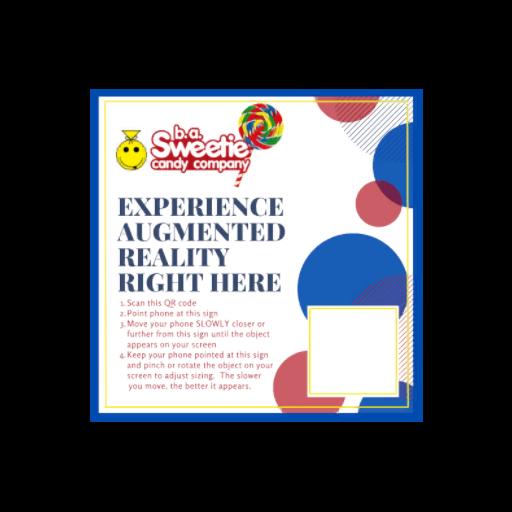 b.a.
Sweetie
candy company
EXPERIENCE
AUGMENTED
REALITY
RIGHT HERE
1. Scan this QR code
2. Point phone at this sign
3. Move your phone SLOWLY closer or
further from this sign until the object
appears on your screen
4. Keep your phone pointed at this sign
and pinch or rotate the object on your
screen to adjust sizing. The slower
you move, the better it appears.